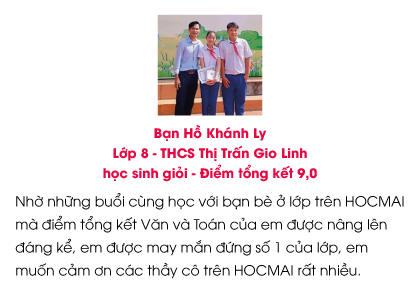 Bạn Hồ Khánh Ly
Lớp 8 - THCS Thị Trấn Gio Linh
học sinh giỏi - Điểm tổng kết 9,0
Nhờ những buổi cùng học với bạn bè ở lớp trên HOCMAI
mà điểm tổng kết Văn và Toán của em được nâng lên
đáng kể, em được may mắn đứng số 1 của lớp, em
muốn cảm ơn các thầy cô trên HOCMAI rất nhiều.